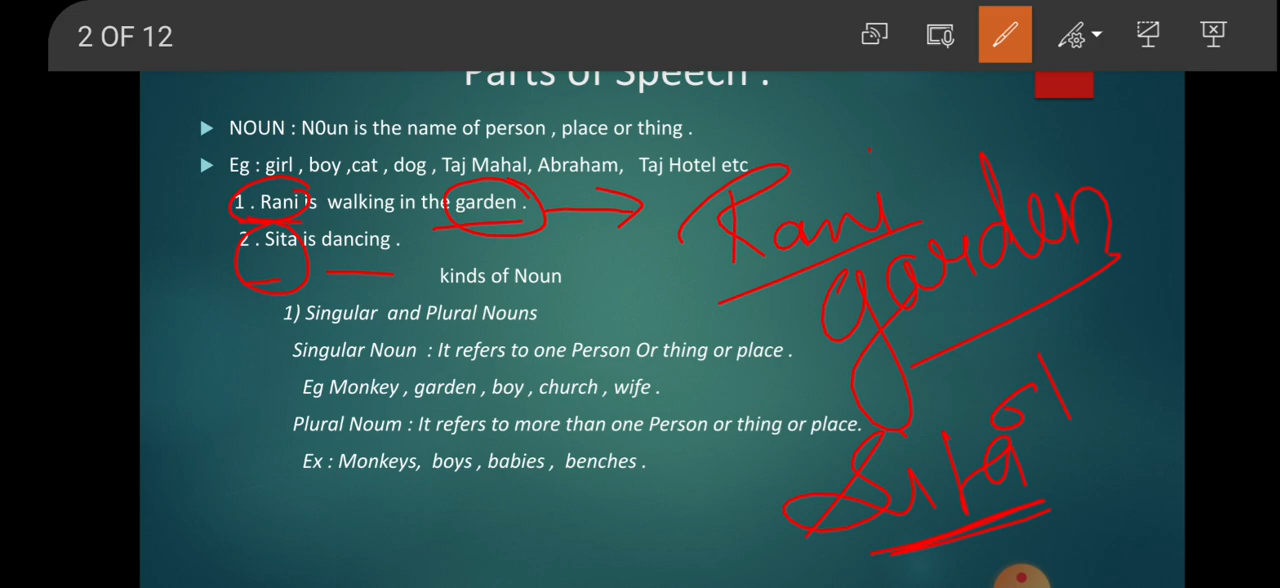 2 OF 12
Parts of Speech .
NOUN : N0un is the name of person , place or thing .
Eg : girl , boy ,cat , dog , Taj Mahal, Abraham, Taj Hotel etc
1 . Rani is walking in the garden .
2 . Sita is dancing .
kinds of Noun
1) Singular and Plural Nouns
Singular Noun : It refers to one Person Or thing or place .
Eg Monkey , garden , boy , church , wife .
Plural Noum : It refers to more than one Person or thing or place.
Ex : Monkeys, boys , babies , benches .
Rani
garden
Sita